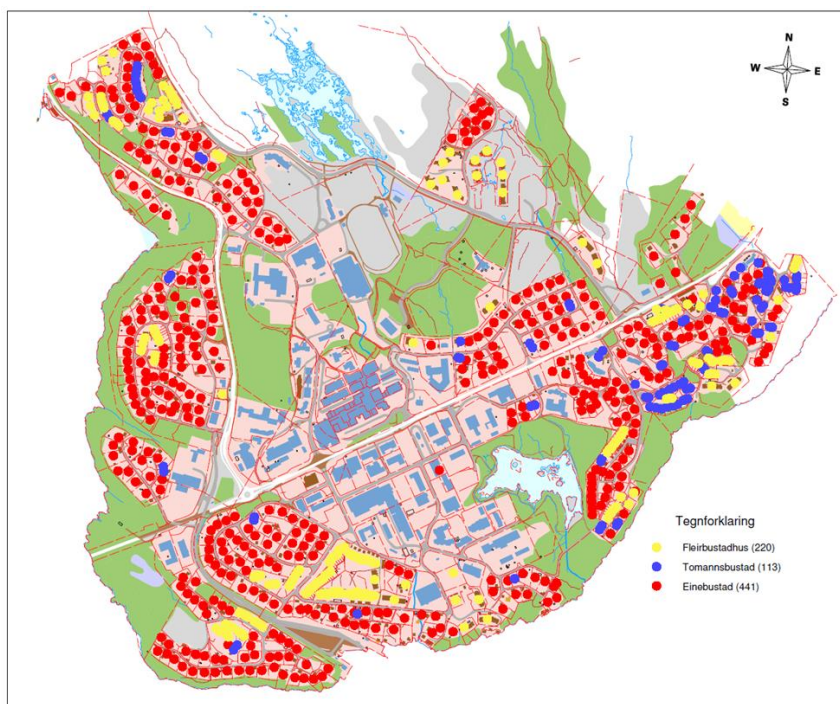 N
W E
S
Tegnforklaring
Fleirbustadhus (220)
Tomannsbustad (113)
Einebustad (441)